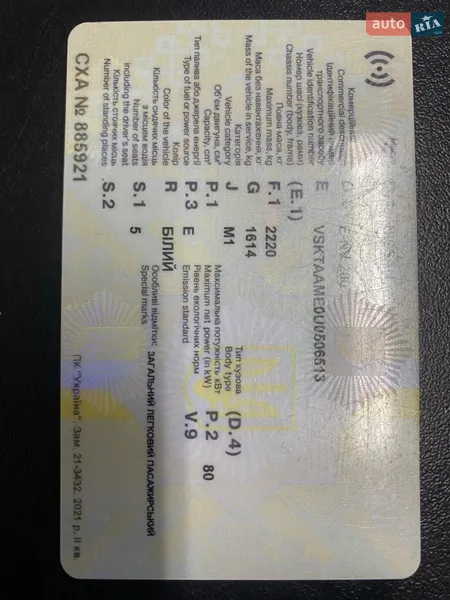 auto RIA
Комерційний
Commercial description
Ідентифікаційний номер
транспортного засобу
Vehicle identification number
E VSKTAAME0U0506513
Номер шасі (кузова, рами)
Chassis number (body, frame)
(E.1)
Повна маса, кг
Maximum mass, kg
F.1 2220
Маса без навантаження, кг
Mass of the vehicle in service, kg
G 1614
Категорія
Vehicle category
J M1
Тип кузова
Body type
(D.4)
Об'єм двигуна, см³
Capacity, cm³
P.1
Максимальна потужність кВт
Maximum net power (in kW)
P.2 80
Тип палива або джерела енергії
Type of fuel or power source
P.3 E
Рівень екологічних норм
Emission standard
V.9
Колір
Color of the vehicle
R БІЛИЙ
Особливі відмітки: ЗАГАЛЬНИЙ ЛЕГКОВИЙ ПАСАЖИРСЬКИЙ
Special marks
Кількість сидячих місць
з місцем водія
Number of seats
including the driver's seat
S.1 5
Кількість стоячих місць
Number of standing places
S.2
СХА № 885921
ПК "Україна". Зам. 21-3432. 2021 р. ІІ кв.